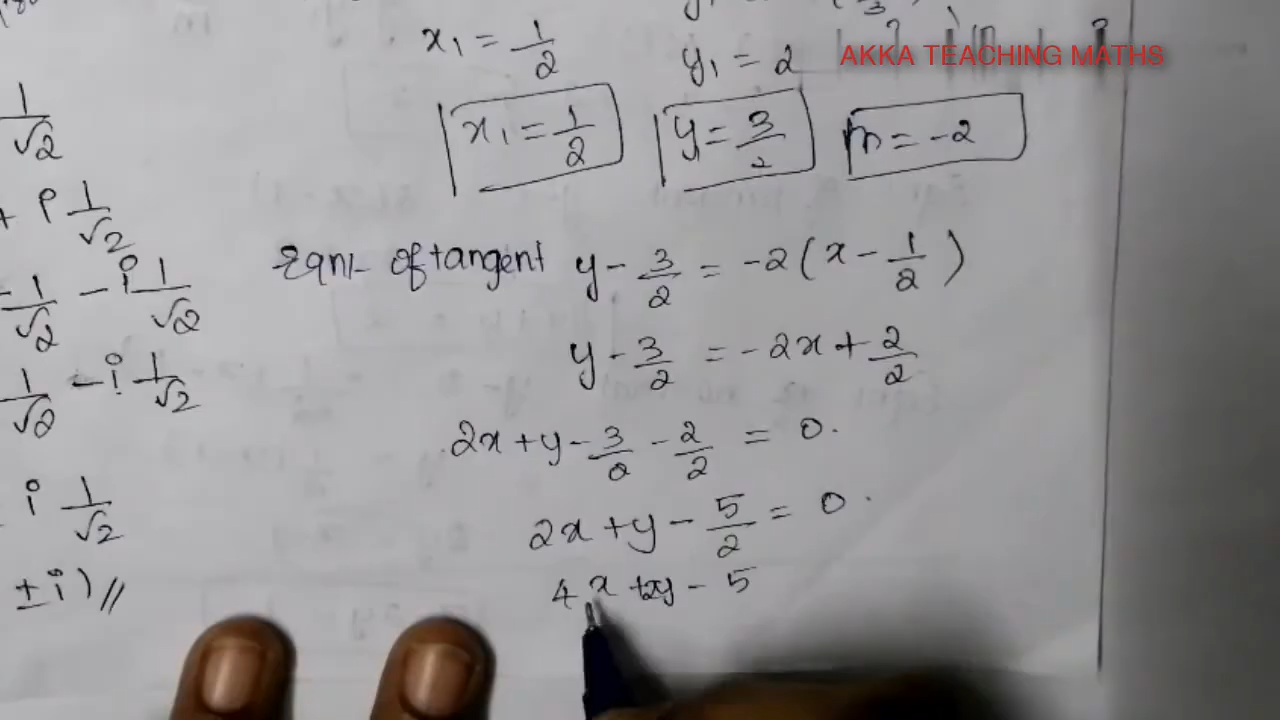 AKKA TEACHING MATHS
x₁ = 1/2 y₁ = 2
x₁ = 1/2 y₁ = 3/2 m = -2
Eqn:- of tangent y - 3/2 = -2(x - 1/2)
y - 3/2 = -2x + 2/2
2x + y - 3/2 - 2/2 = 0.
2x + y - 5/2 = 0.
4x + 2y - 5
1/√2
+ P 1/√2
- 1/√2 - i 1/√2
1/√2 - i 1/√2
i 1/√2
± i) //